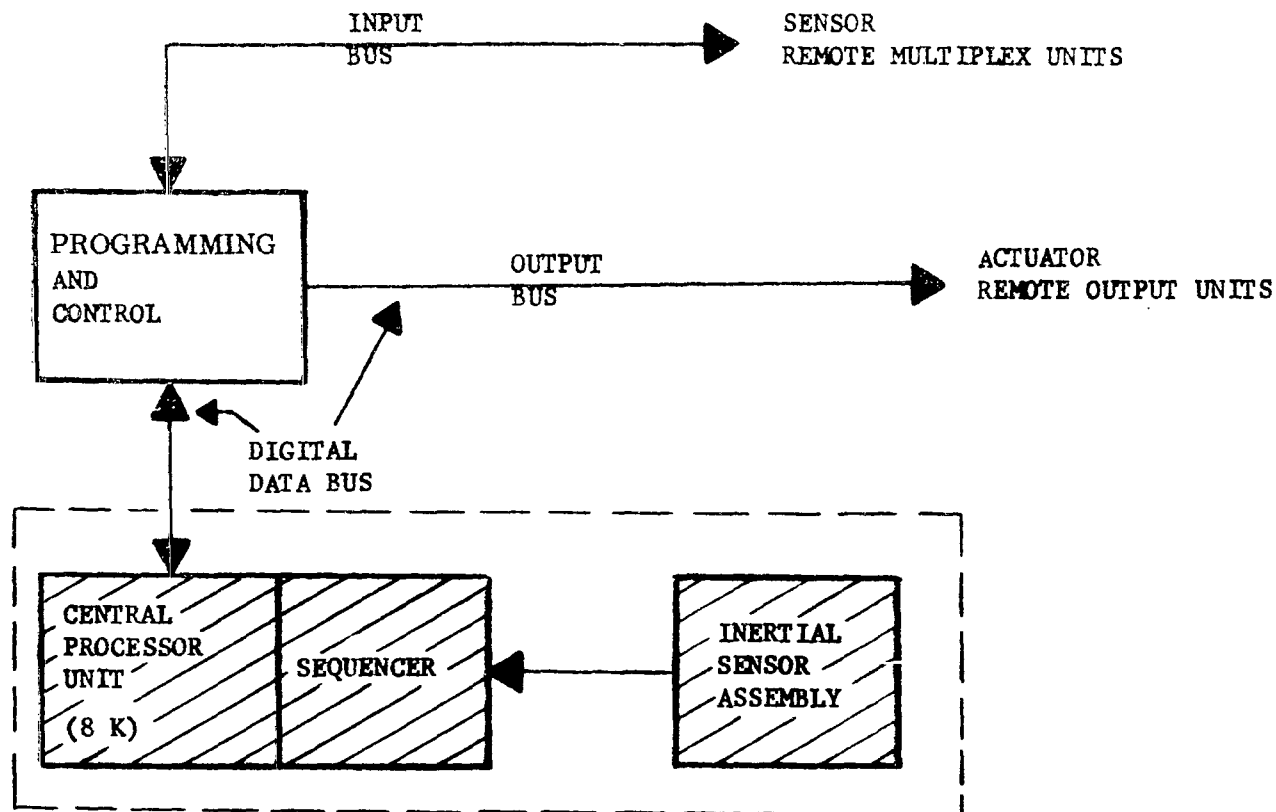 INPUT
BUS
SENSOR
REMOTE MULTIPLEX UNITS
PROGRAMMING
AND
CONTROL
OUTPUT
BUS
ACTUATOR
REMOTE OUTPUT UNITS
DIGITAL
DATA BUS
CENTRAL
PROCESSOR
UNIT
(8 K)
SEQUENCER
INERTIAL
SENSOR
ASSEMBLY